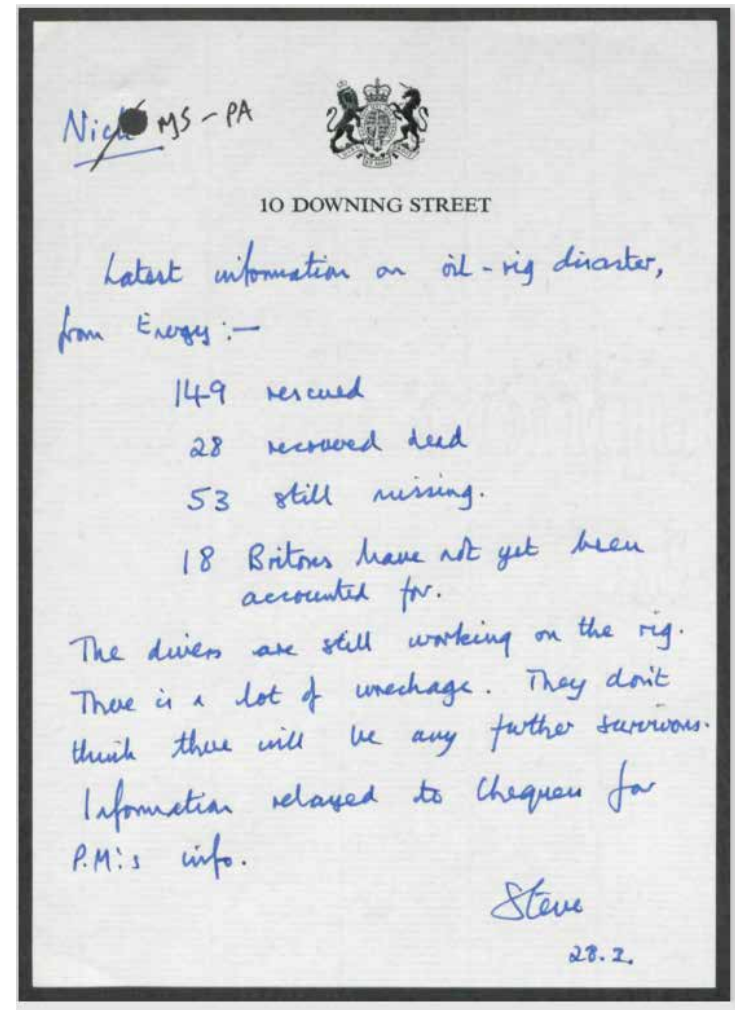 Nick MS - PA
10 DOWNING STREET
Latest information on oil-rig disaster,
from Energy :-
149 rescued
28 recovered dead
53 still missing.
18 Britons have not yet been
accounted for.
The divers are still working on the rig.
There is a lot of wreckage. They don't
think there will be any further survivors.
Information relayed to Chequers for
P.M.'s info.
Steve